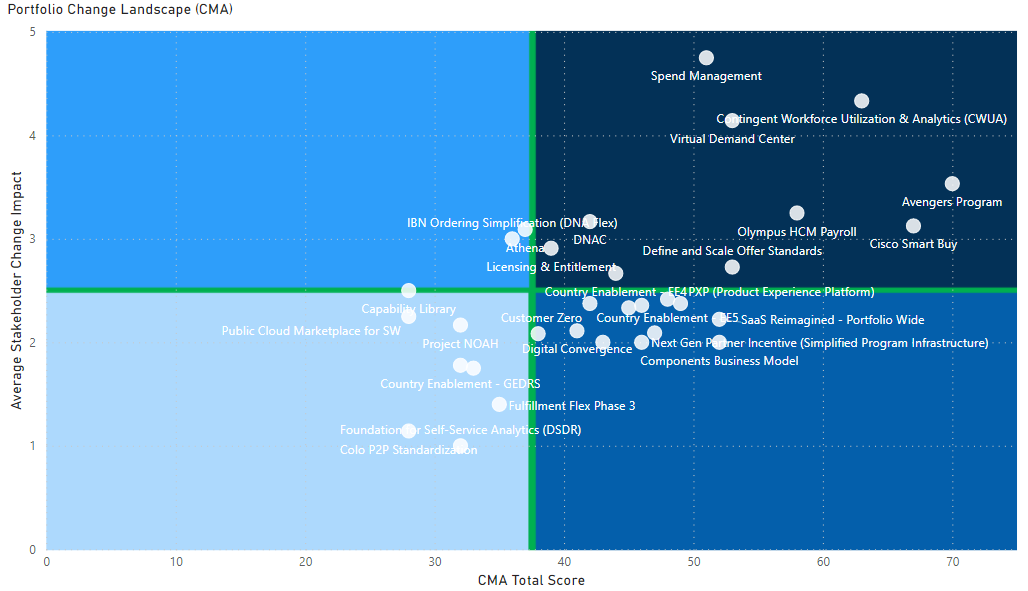 Portfolio Change Landscape (CMA)
5
4
3
2
1
0
Average Stakeholder Change Impact
Spend Management
Contingent Workforce Utilization & Analytics (CWUA)
Virtual Demand Center
Avengers Program
IBN Ordering Simplification (DNA Flex)
Olympus HCM Payroll
DNAC
Cisco Smart Buy
Athena
Define and Scale Offer Standards
Licensing & Entitlement
Country Enablement - FE4
PXP (Product Experience Platform)
Capability Library
Customer Zero
Country Enablement - FE5
SaaS Reimagined - Portfolio Wide
Public Cloud Marketplace for SW
Project NOAH
Digital Convergence
Next Gen Partner Incentive (Simplified Program Infrastructure)
Components Business Model
Country Enablement - GEDRS
Fulfillment Flex Phase 3
Foundation for Self-Service Analytics (DSDR)
Colo P2P Standardization
0 10 20 30 40 50 60 70
CMA Total Score